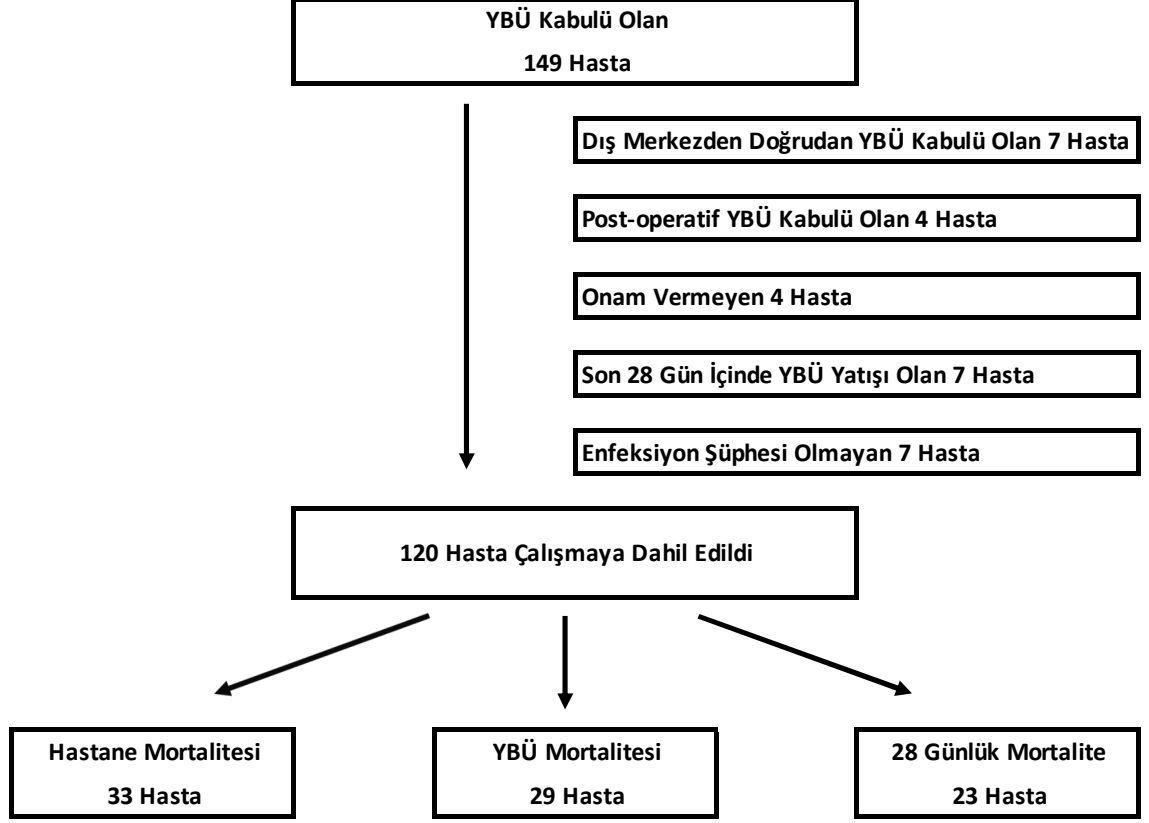 YBÜ Kabulü Olan
149 Hasta
Dış Merkezden Doğrudan YBÜ Kabulü Olan 7 Hasta
Post-operatif YBÜ Kabulü Olan 4 Hasta
Onam Vermeyen 4 Hasta
Son 28 Gün İçinde YBÜ Yatışı Olan 7 Hasta
Enfeksiyon Şüphesi Olmayan 7 Hasta
120 Hasta Çalışmaya Dahil Edildi
Hastane Mortalitesi
33 Hasta
YBÜ Mortalitesi
29 Hasta
28 Günlük Mortalite
23 Hasta